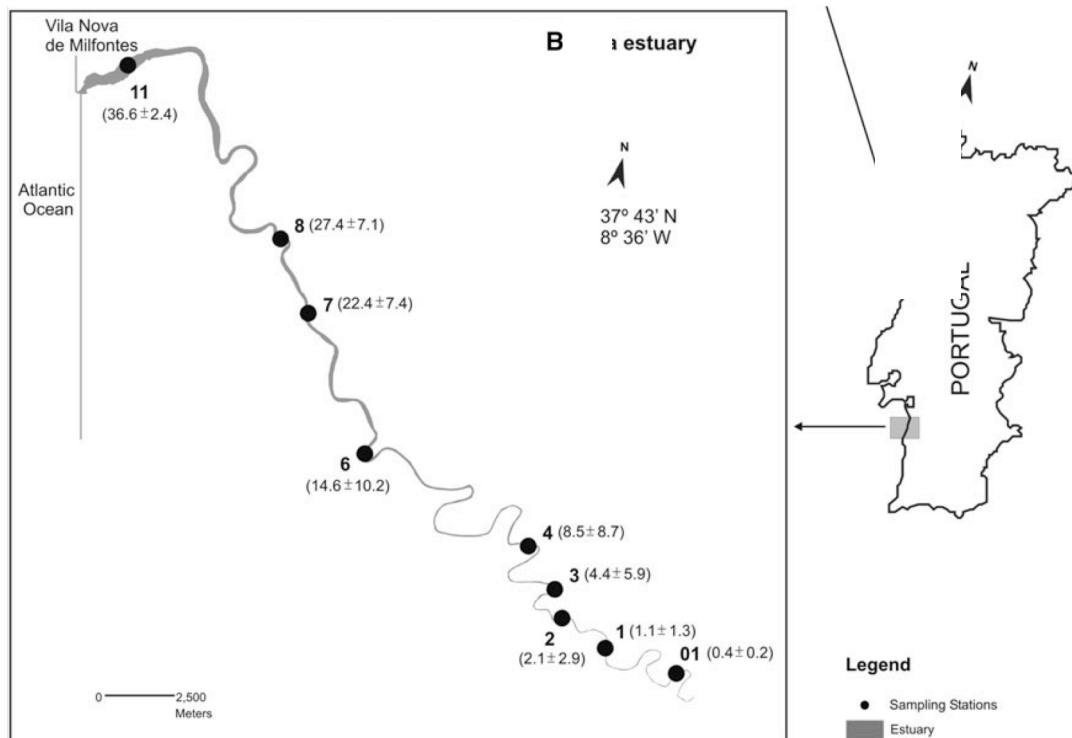 Vila Nova
de Milfontes
B
estuary
11
(36.6±2.4)
N
Atlantic
Ocean
8 (27.4±7.1)
37º 43' N
8º 36' W
7 (22.4±7.4)
6
(14.6±10.2)
4 (8.5±8.7)
3 (4.4±5.9)
2
(2.1±2.9)
1 (1.1±1.3)
01 (0.4±0.2)
0 2,500
Meters
N
PORTUGAL
Legend
Sampling Stations
Estuary